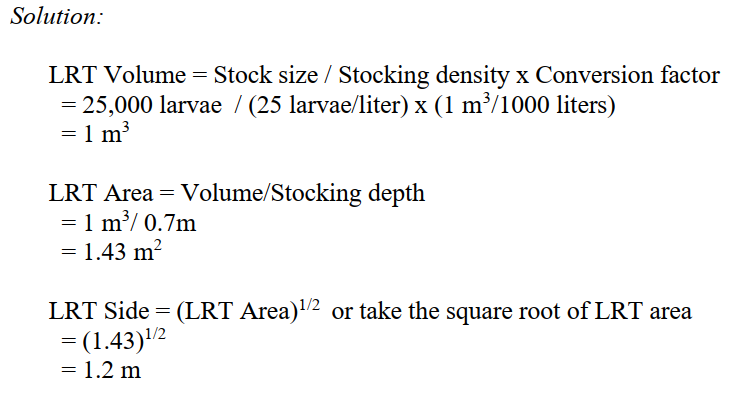 Solution:
LRT Volume = Stock size / Stocking density x Conversion factor
= 25,000 larvae / (25 larvae/liter) x (1 m³/1000 liters)
= 1 m³
LRT Area = Volume/Stocking depth
= 1 m³/ 0.7m
= 1.43 m²
LRT Side = (LRT Area)¹/² or take the square root of LRT area
= (1.43)¹/²
= 1.2 m